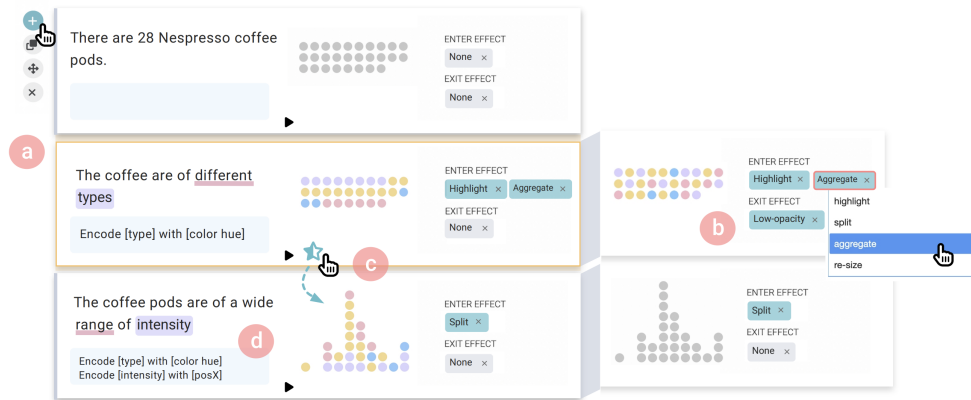 There are 28 Nespresso coffee
pods.
ENTER EFFECT
None ×
EXIT EFFECT
None ×
a
The coffee are of different
types
Encode [type] with [color hue]
ENTER EFFECT
Highlight × Aggregate ×
EXIT EFFECT
None ×
c
ENTER EFFECT
Highlight × Aggregate ×
EXIT EFFECT
Low-opacity ×
b
highlight
split
aggregate
re-size
The coffee pods are of a wide
range of intensity
d
Encode [type] with [color hue]
Encode [intensity] with [posX]
ENTER EFFECT
Split ×
EXIT EFFECT
None ×
ENTER EFFECT
Split ×
EXIT EFFECT
None ×